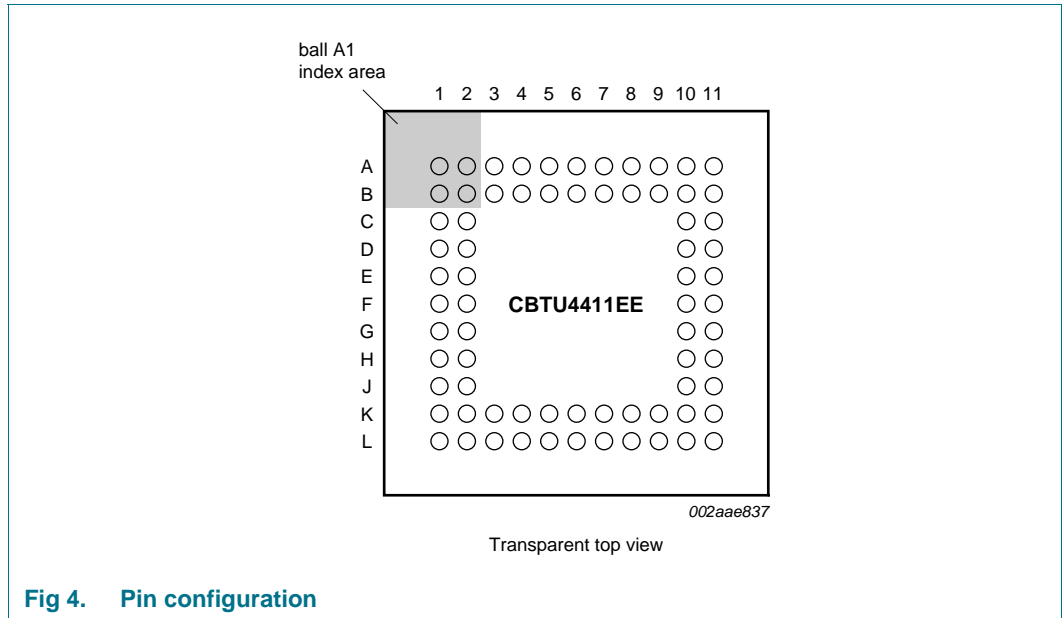 ball A1
index area
1 2 3 4 5 6 7 8 9 10 11
A
B
C
D
E
F CBTU4411EE
G
H
J
K
L
002aae837
Transparent top view
Fig 4. Pin configuration